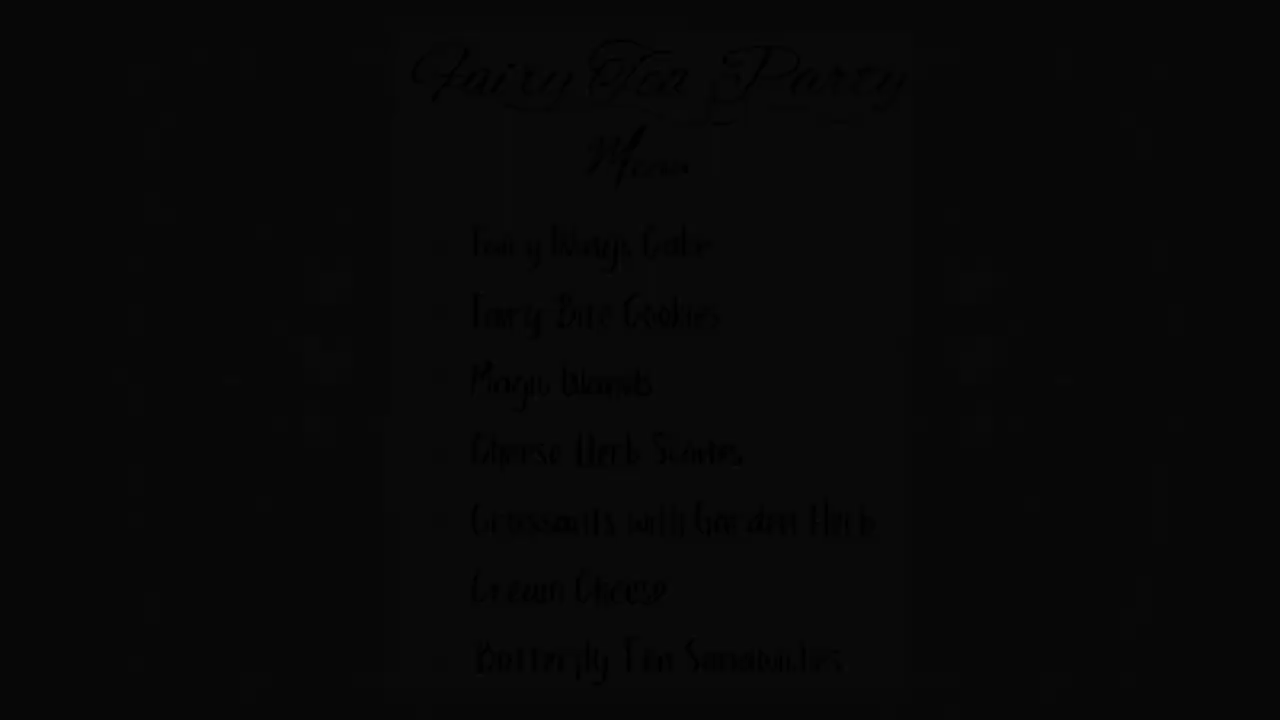 Fairy Tea Party
Menu
Fairy Wings Cake
Fairy Bite Cookies
Magic Wands
Cheese Herb Scones
Croissants with Garden Herb
Cream Cheese
Butterfly Tea Sandwiches